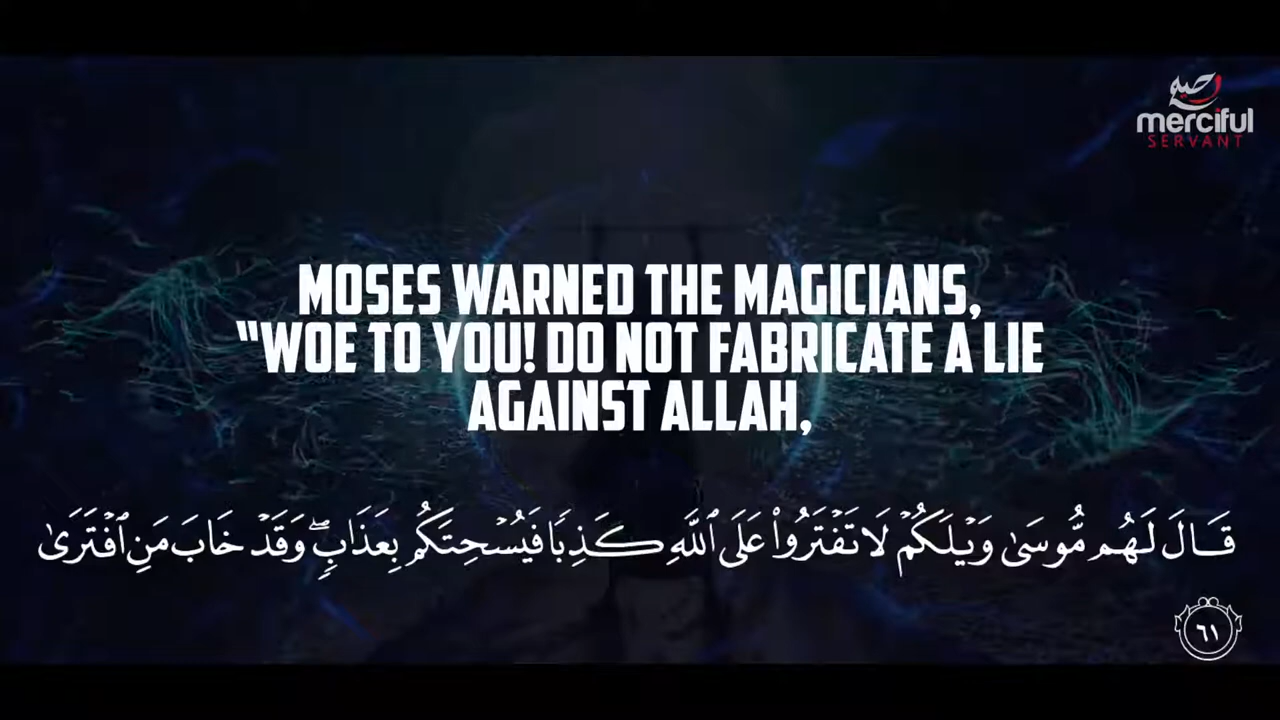 رحيم
merciful
SERVANT
MOSES WARNED THE MAGICIANS,
“WOE TO YOU! DO NOT FABRICATE A LIE
AGAINST ALLAH,
قَالَ لَهُم مُّوسَىٰ وَيْلَكُمْ لَا تَفْتَرُوا۟ عَلَى ٱللَّهِ كَذِبًا فَيُسْحِتَكُم بِعَذَابٍ ۖ وَقَدْ خَابَ مَنِ ٱفْتَرَىٰ
٦١